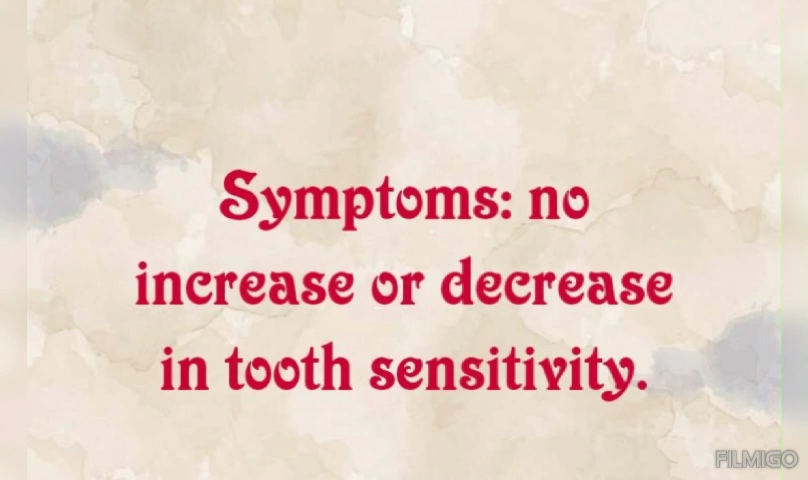 Symptoms: no
increase or decrease
in tooth sensitivity.
FILMIGO